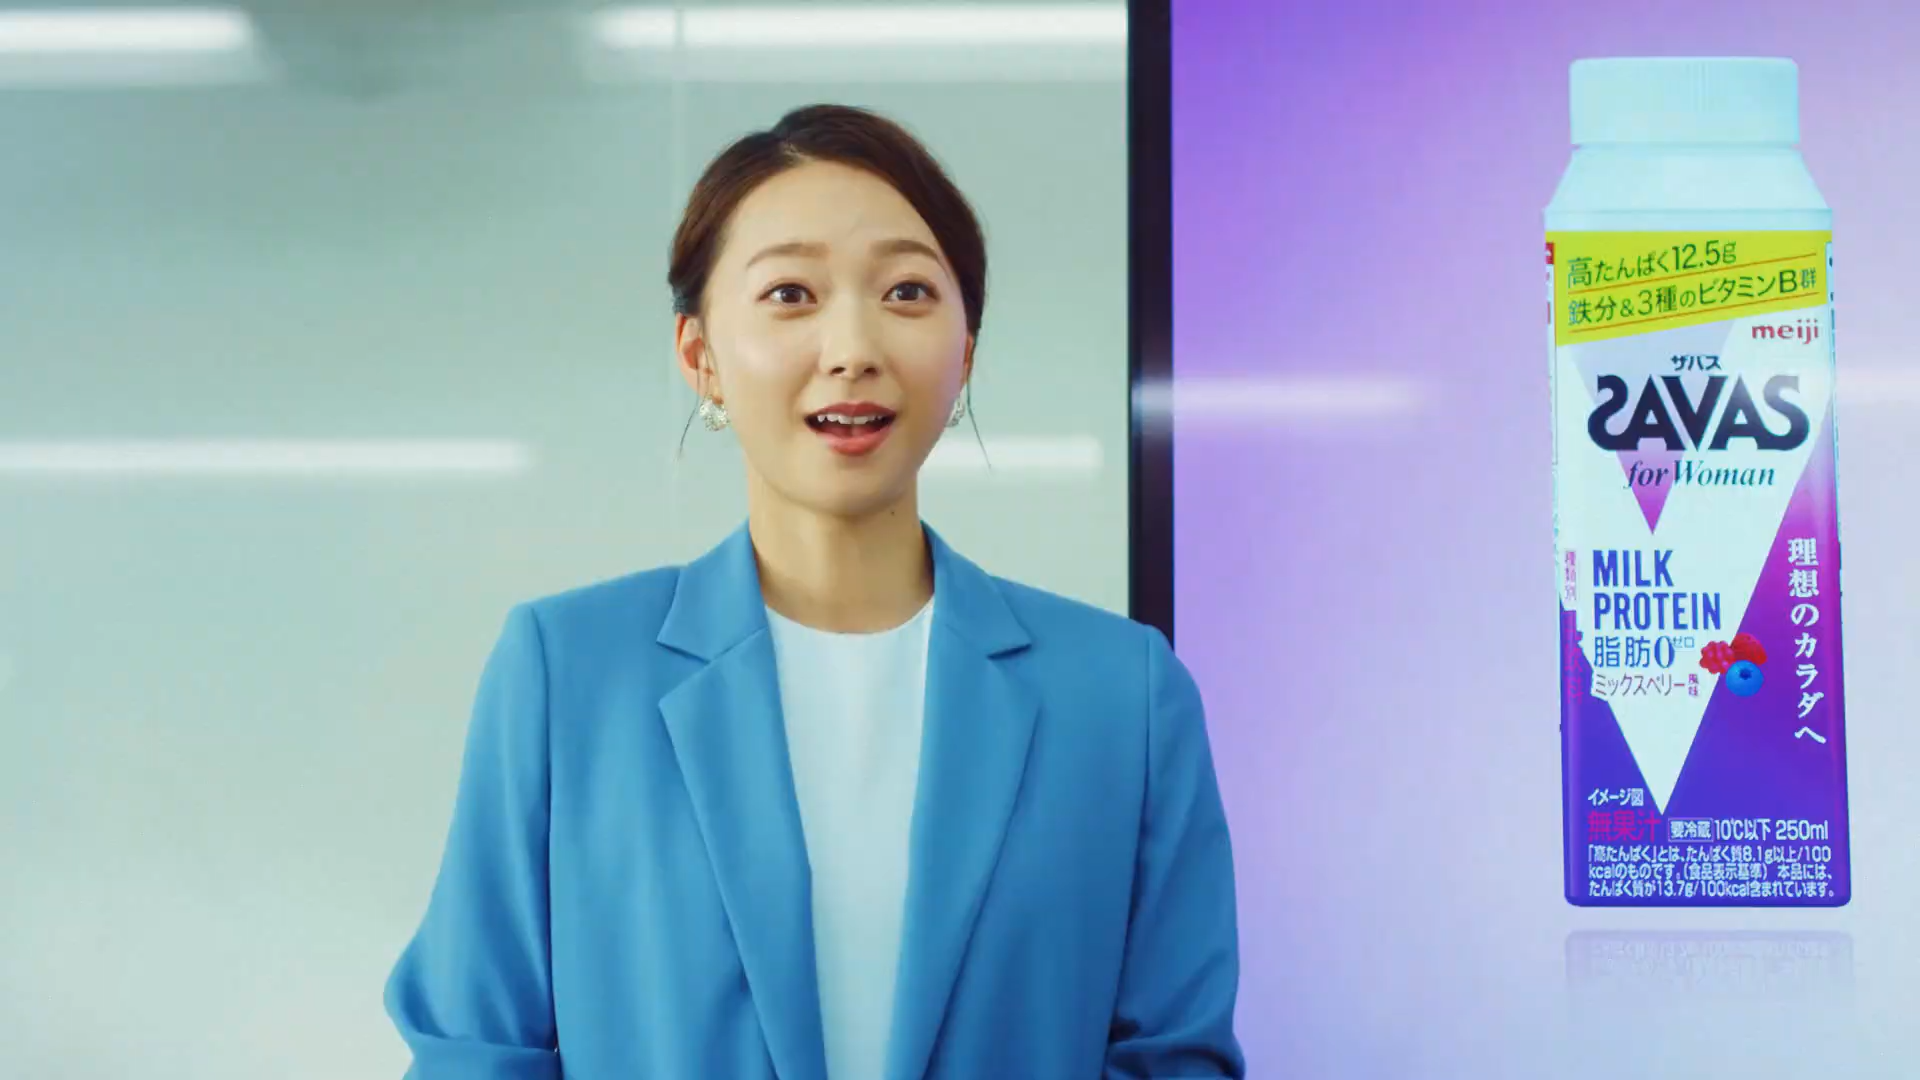 高たんぱく12.5g
鉄分&3種のビタミンB群
meiji
ザバス
SAVAS
for Woman
MILK
PROTEIN
脂肪0ゼロ
ミックスベリー風味
理想のカラダへ
種類別
イメージ図
無果汁 要冷蔵 10℃以下 250ml
「高たんぱく」とは、たんぱく質8.1g以上/100
kcalのものです。(食品表示基準) 本品には、
たんぱく質が13.7g/100kcal含まれています。